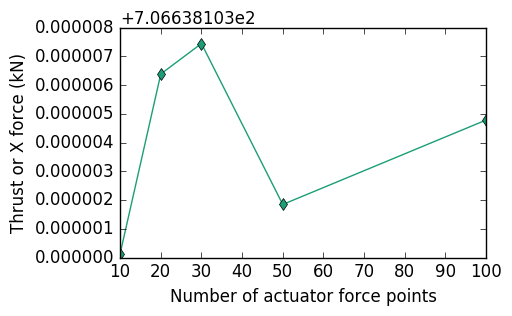 +7.06638103e2
0.000008
0.000007
0.000006
0.000005
0.000004
0.000003
0.000002
0.000001
0.000000
Thrust or X force (kN)
10 20 30 40 50 60 70 80 90 100
Number of actuator force points